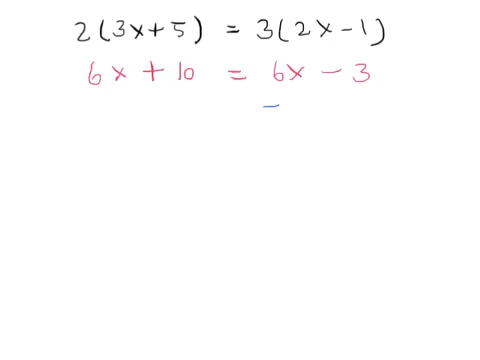 2(3x+5) = 3(2x-1)
6x + 10 = 6x - 3
-